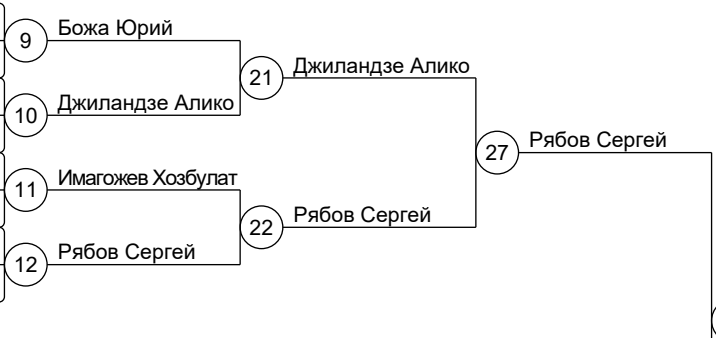 9
Божа Юрий
21
Джиландзе Алико
10
Джиландзе Алико
27
Рябов Сергей
11
Имагожев Хозбулат
22
Рябов Сергей
12
Рябов Сергей